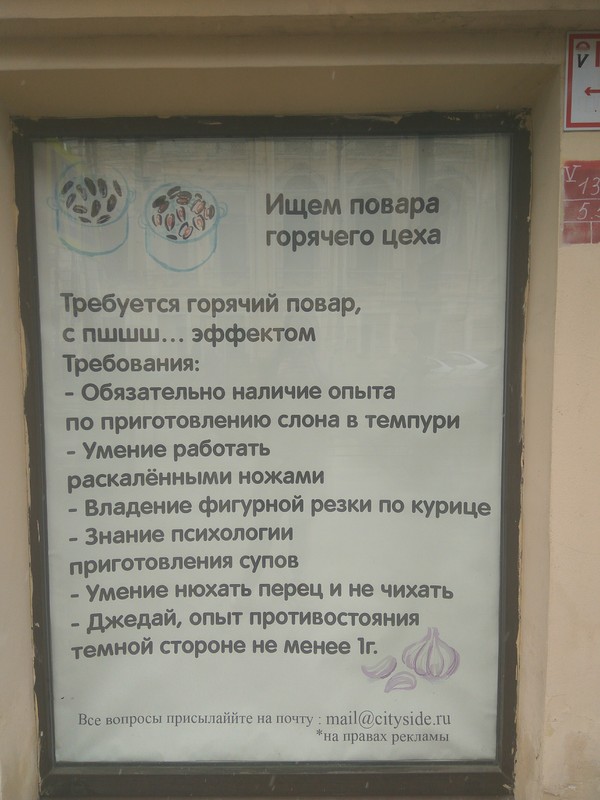 Ищем повара
горячего цеха
Требуется горячий повар,
с пшшш... эффектом
Требования:
- Обязательно наличие опыта
по приготовлению слона в темпури
- Умение работать
раскалёнными ножами
- Владение фигурной резки по курице
- Знание психологии
приготовления супов
- Умение нюхать перец и не чихать
- Джедай, опыт противостояния
темной стороне не менее 1г.
Все вопросы присылаййте на почту : mail@cityside.ru
*на правах рекламы
V
V